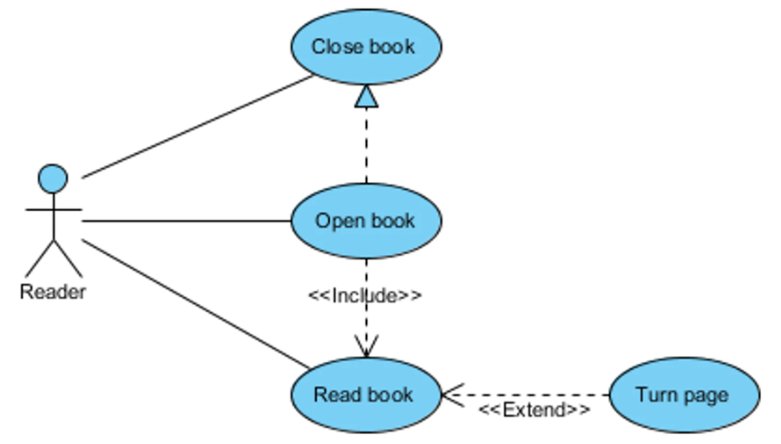 Close book
Open book
Reader
<<Include>>
Read book
Turn page
<<Extend>>